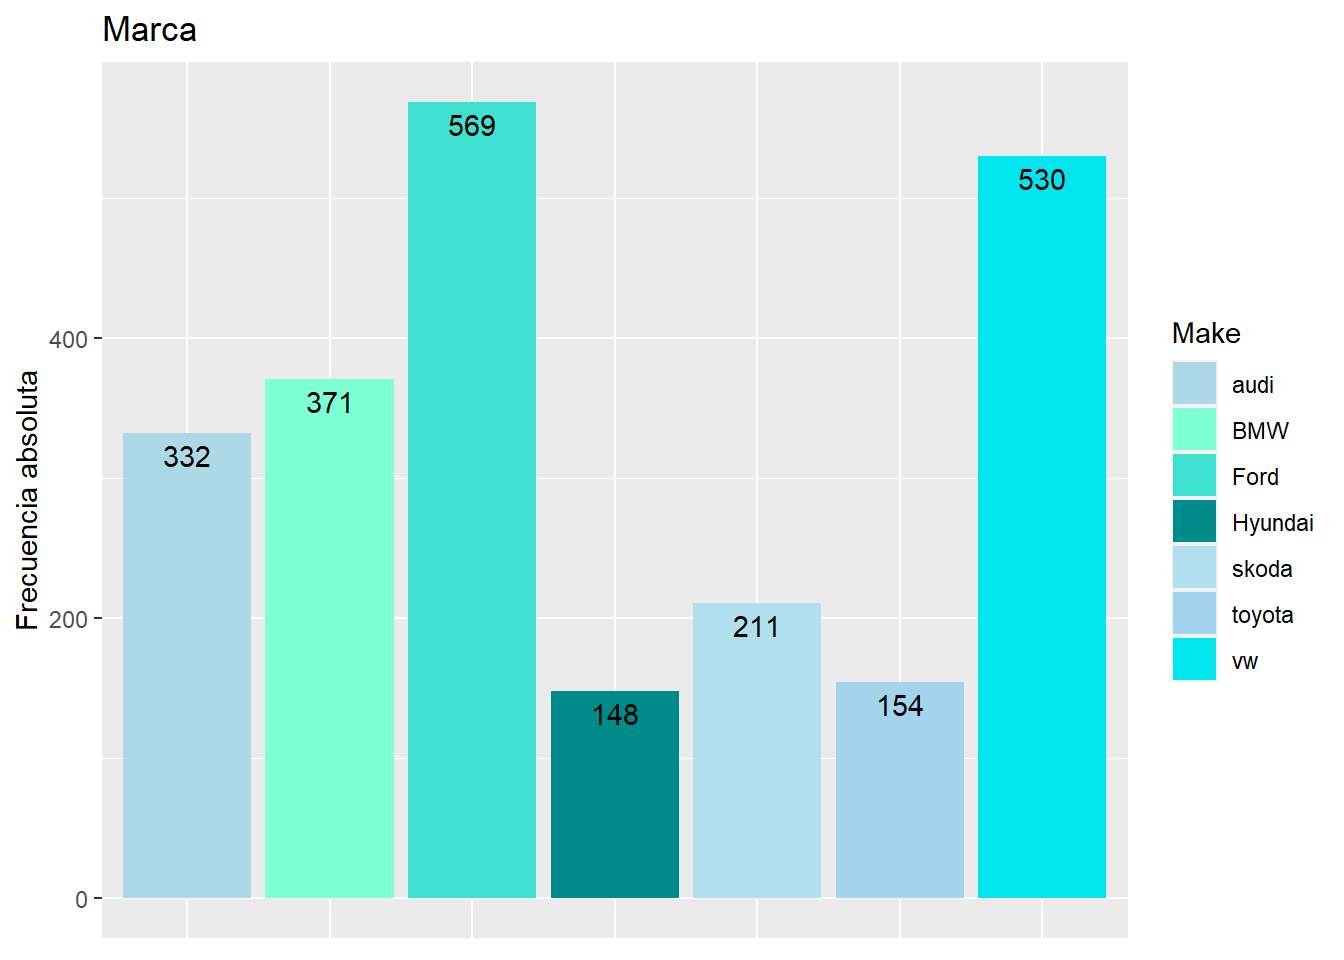 Marca
Frecuencia absoluta
400
200
0
332
371
569
148
211
154
530
Make
audi
BMW
Ford
Hyundai
skoda
toyota
vw